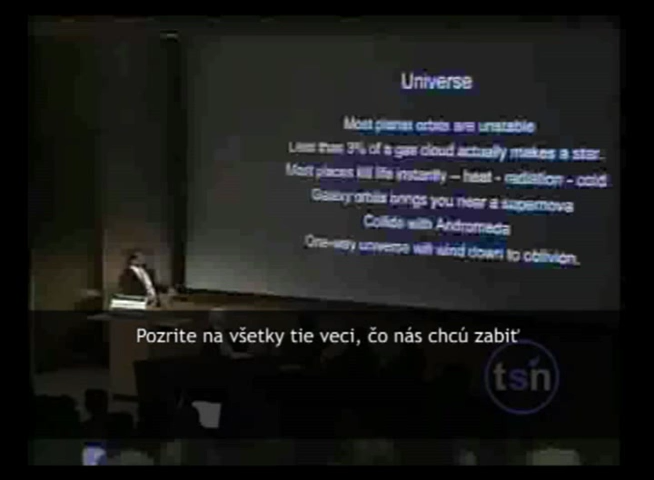 Universe
Most planet orbits are unstable
Less than 3% of a gas cloud actually makes a star.
Most places kill life instantly – heat - radiation - cold
Galaxy orbit brings you near a supernova
Collide with Andromeda
One-way universe will wind down to oblivion.
Pozrite na všetky tie veci, čo nás chcú zabiť
tsn